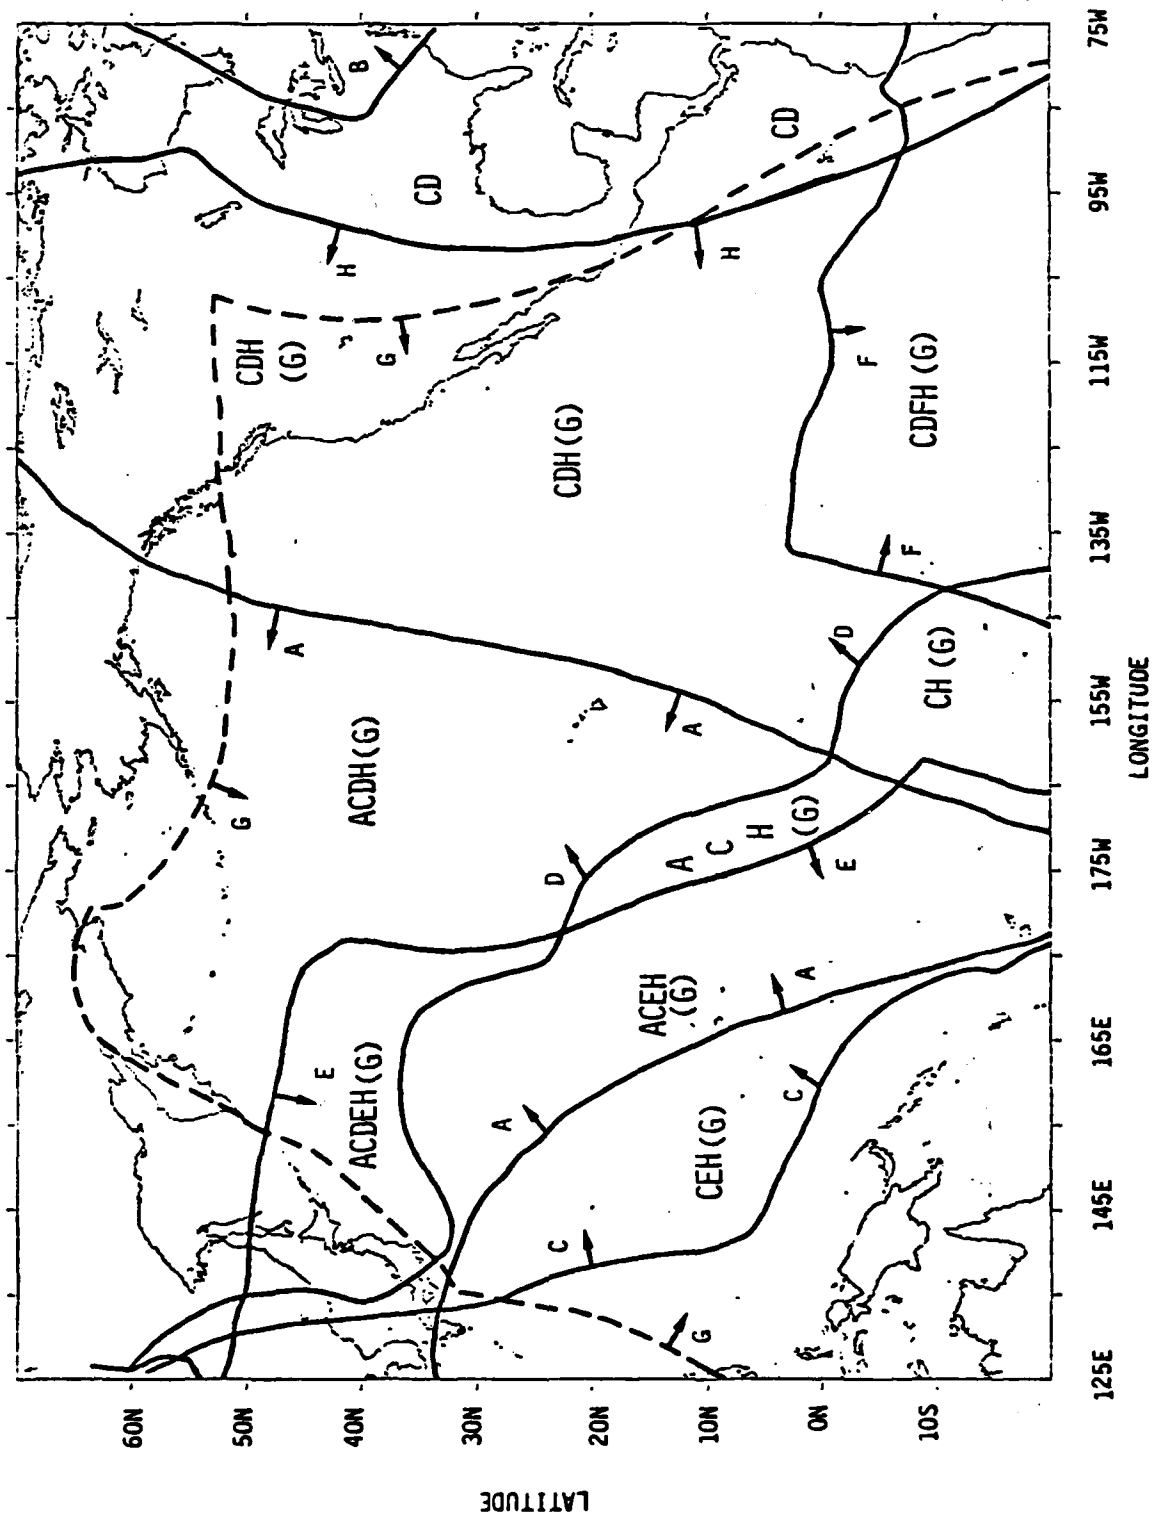 LATITUDE
60N
50N
40N
30N
20N
10N
0N
10S
125E
145E
165E
175W
155W
135W
115W
95W
75W
LONGITUDE
B
CD
CD
H
H
G
CDH
(G)
CDH(G)
F
CDFH(G)
F
A
A
D
CH(G)
ACDH(G)
G
D
A
C
H
(G)
E
E
ACDEH(G)
ACEH
(G)
A
A
CEH(G)
C
C
G